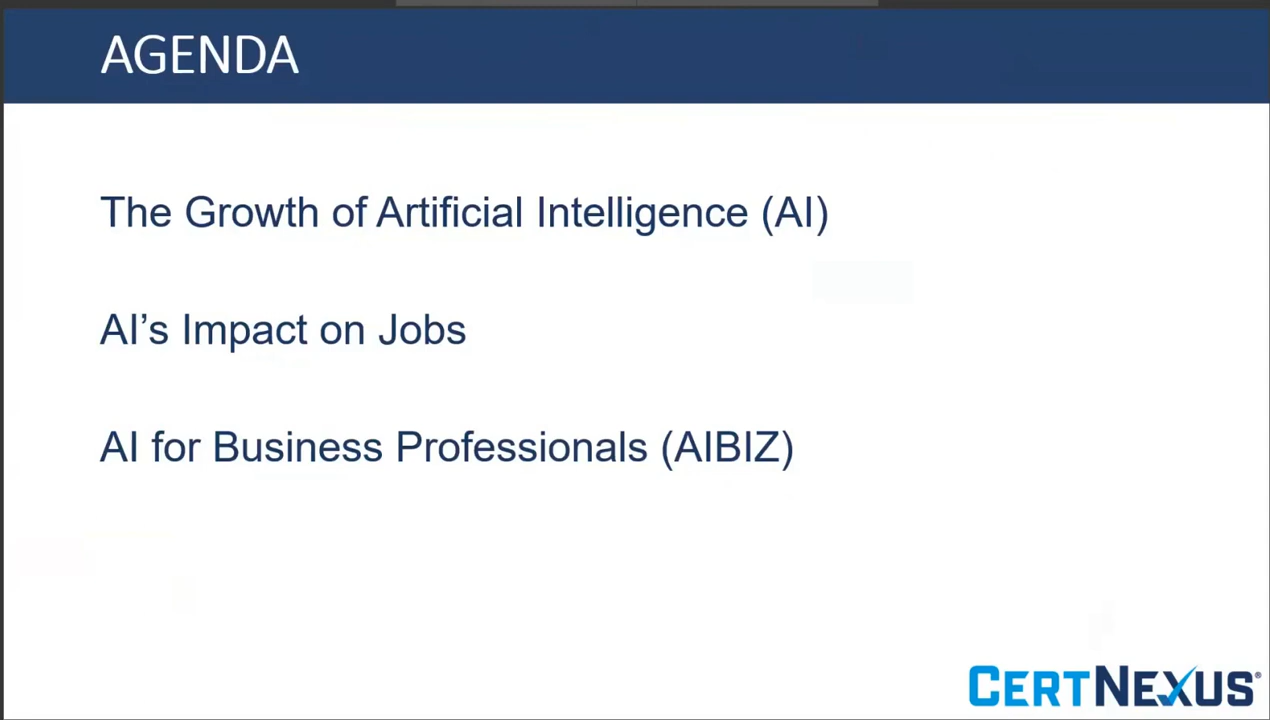 AGENDA
The Growth of Artificial Intelligence (AI)
AI’s Impact on Jobs
AI for Business Professionals (AIBIZ)
CERTNEXUS®